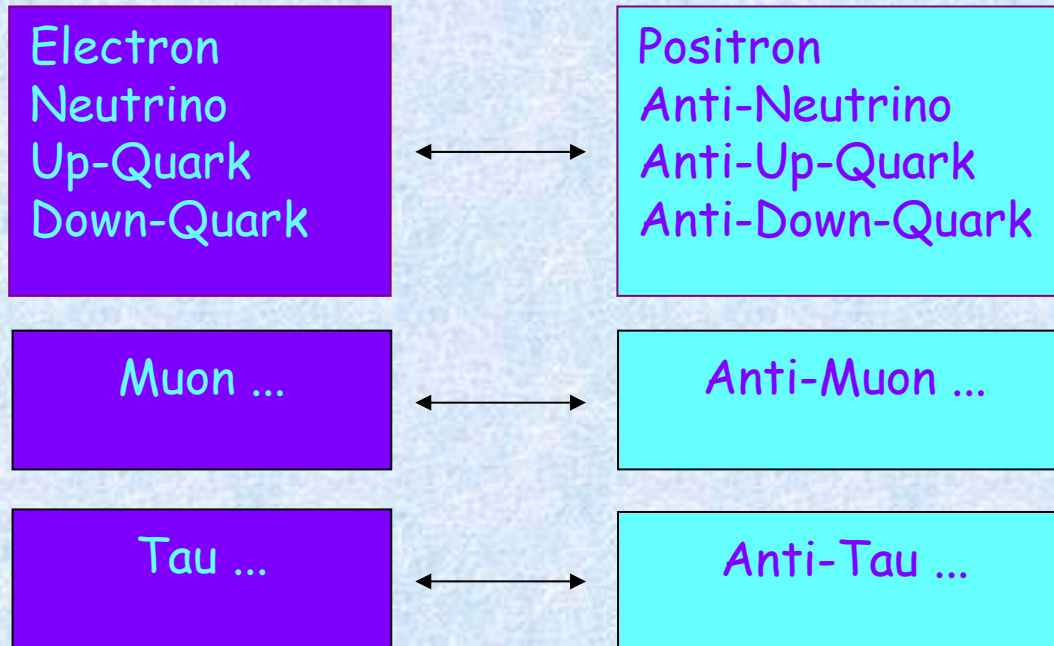 Electron
Neutrino
Up-Quark
Down-Quark
Positron
Anti-Neutrino
Anti-Up-Quark
Anti-Down-Quark
Muon ...
Anti-Muon ...
Tau ...
Anti-Tau ...